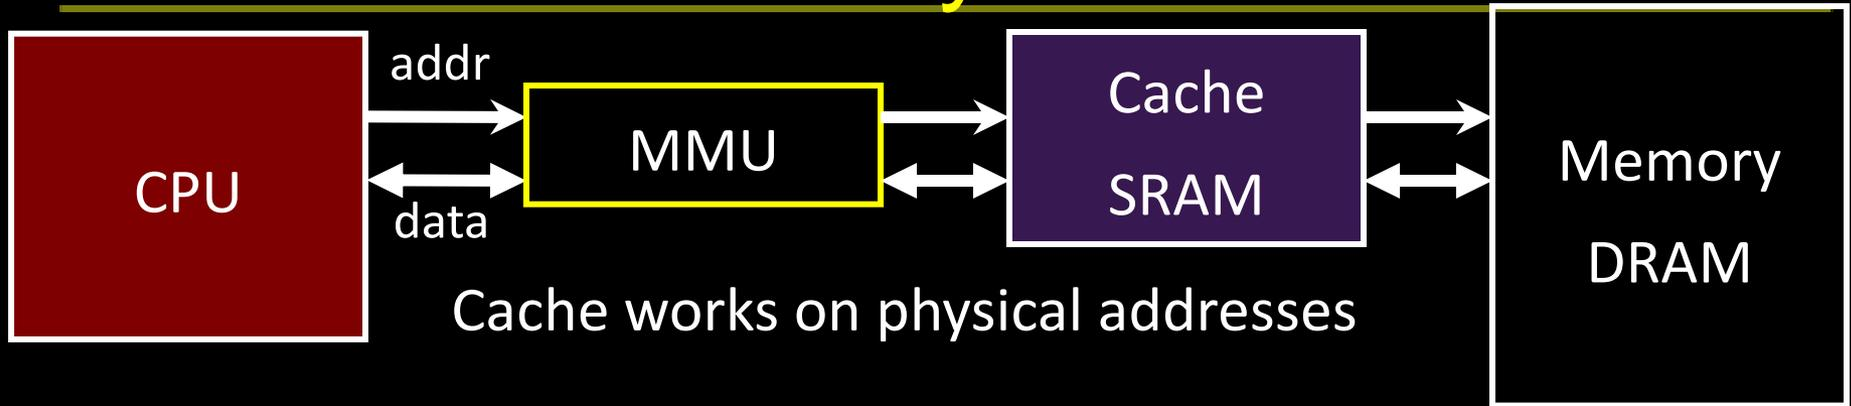 CPU
addr
data
MMU
Cache
SRAM
Memory
DRAM
Cache works on physical addresses